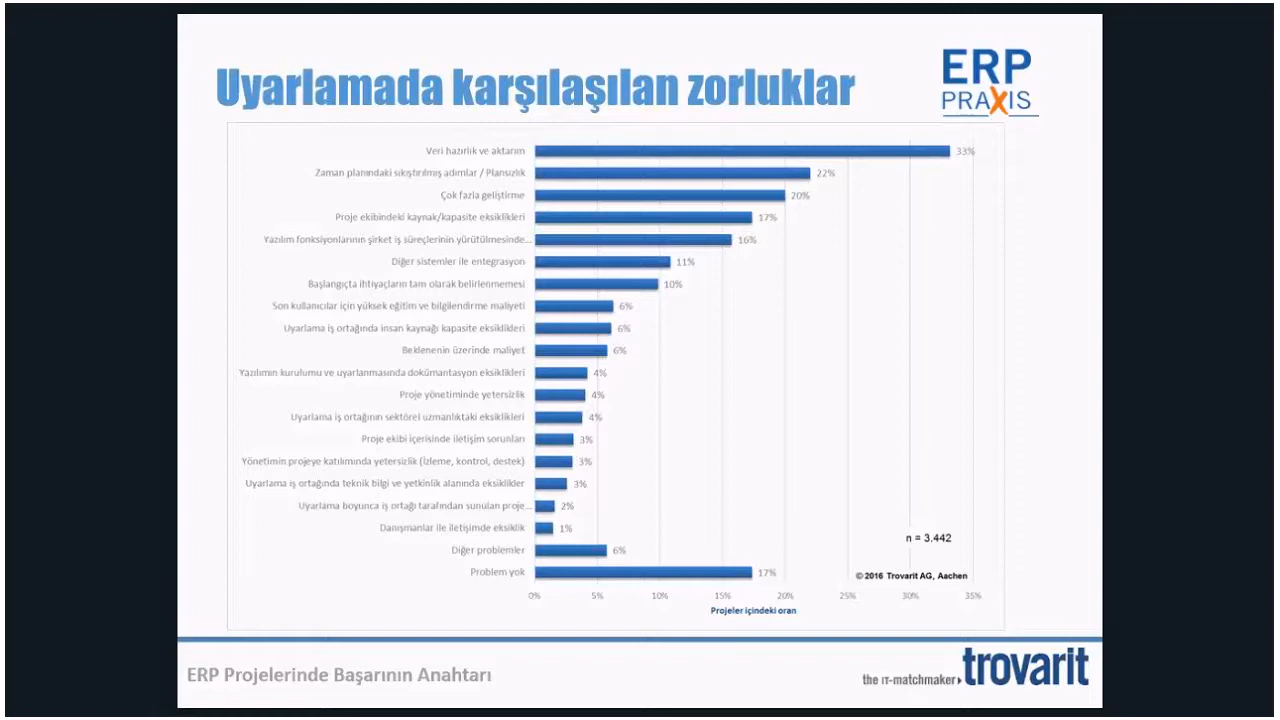 Uyarlamada karşılaşılan zorluklar
ERP
PRAXIS
Veri hazırlık ve aktarım 33%
Zaman planındaki sıkıştırılmış adımlar / Plansızlık 22%
Çok fazla geliştirme 20%
Proje ekibindeki kaynak/kapasite eksiklikleri 17%
Yazılım fonksiyonlarının şirket iş süreçlerinin yürütülmesinde... 16%
Diğer sistemler ile entegrasyon 11%
Başlangıçta ihtiyaçların tam olarak belirlenmemesi 10%
Son kullanıcılar için yüksek eğitim ve bilgilendirme maliyeti 6%
Uyarlama iş ortağında insan kaynağı kapasite eksiklikleri 6%
Beklenenin üzerinde maliyet 6%
Yazılımın kurulumu ve uyarlanmasında dokümantasyon eksiklikleri 4%
Proje yönetiminde yetersizlik 4%
Uyarlama iş ortağının sektörel uzmanlıktaki eksiklikleri 4%
Proje ekibi içerisinde iletişim sorunları 3%
Yönetimin projeye katılımında yetersizlik (İzleme, kontrol, destek) 3%
Uyarlama iş ortağında teknik bilgi ve yetkinlik alanında eksiklikler 3%
Uyarlama boyunca iş ortağı tarafından sunulan proje... 2%
Danışmanlar ile iletişimde eksiklik 1%
n = 3.442
Diğer problemler 6%
Problem yok 17%
© 2016 Trovarit AG, Aachen
0% 5% 10% 15% 20% 25% 30% 35%
Projeler içindeki oran
ERP Projelerinde Başarının Anahtarı
the IT-matchmaker trovarit